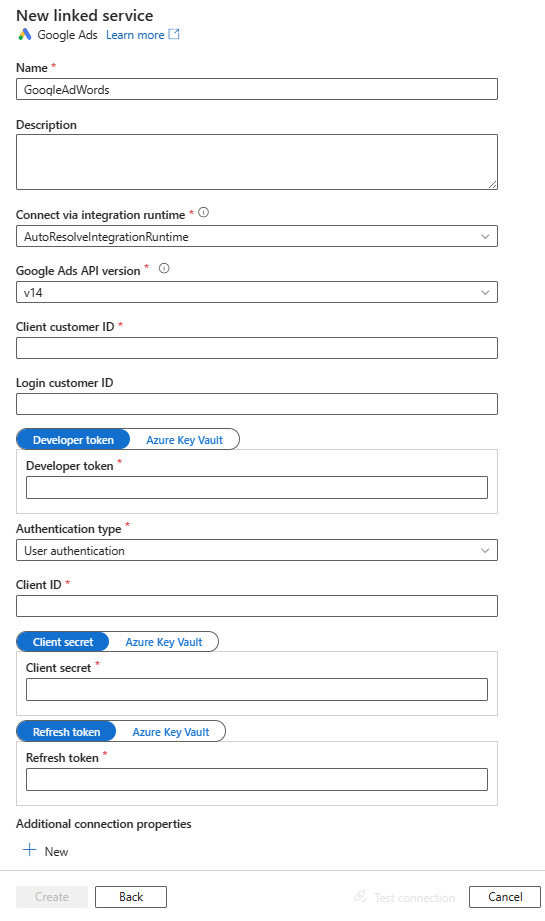 New linked service
Google Ads Learn more
Name *
GoogleAdWords
Description
Connect via integration runtime *
AutoResolveIntegrationRuntime
Google Ads API version *
v14
Client customer ID *
Login customer ID
Developer token Azure Key Vault
Developer token *
Authentication type *
User authentication
Client ID *
Client secret Azure Key Vault
Client secret *
Refresh token Azure Key Vault
Refresh token *
Additional connection properties
+ New
Create Back Test connection Cancel